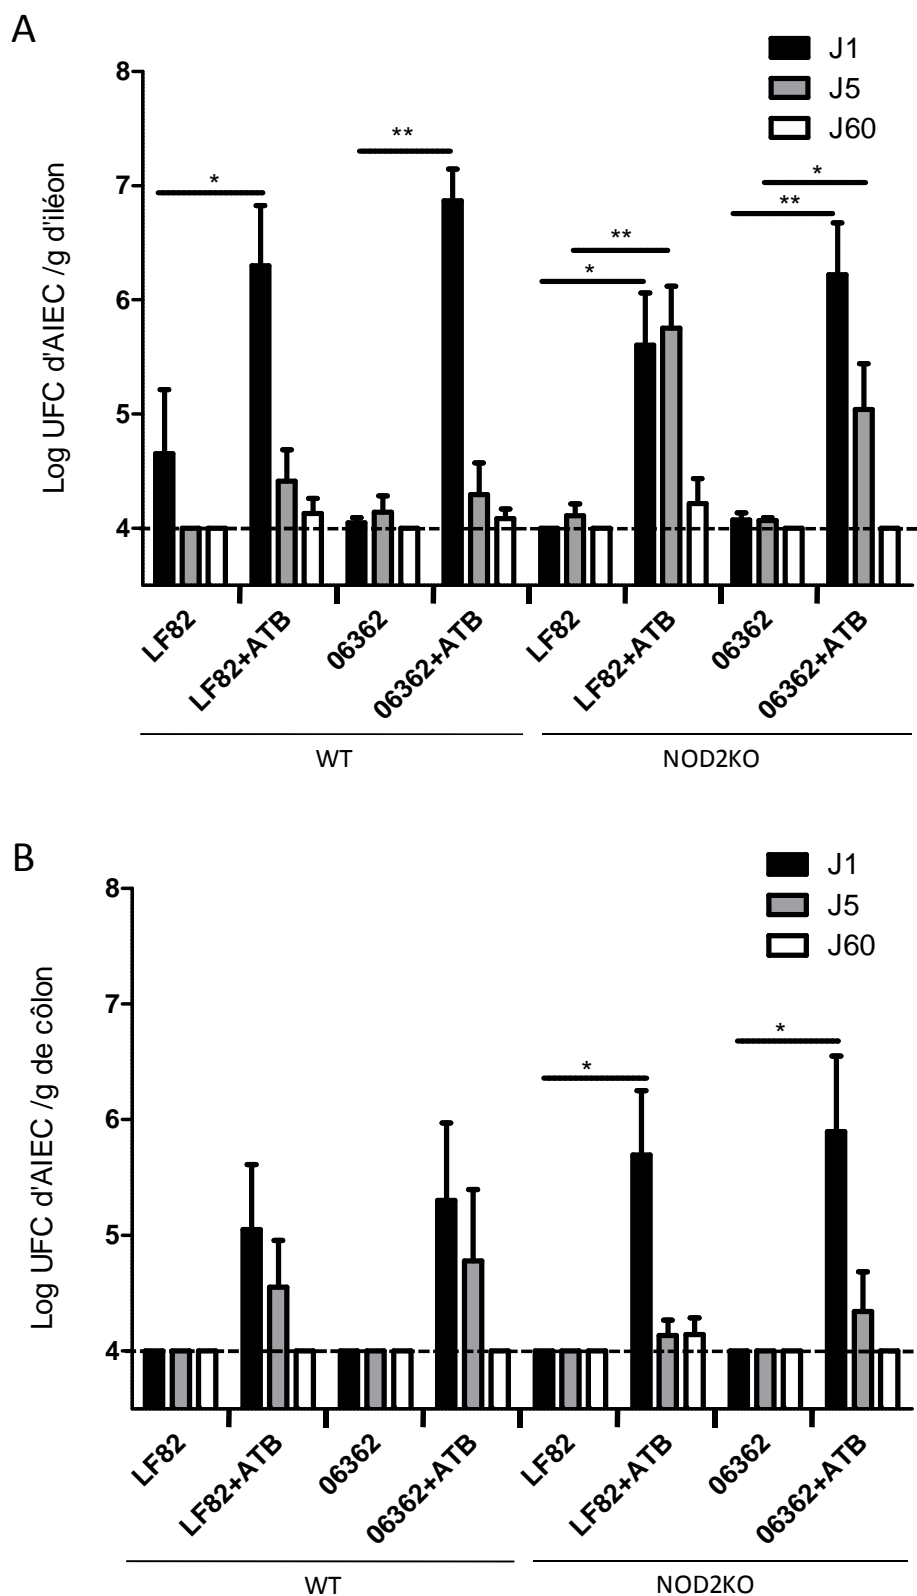 A
J1
J5
J60
8
7
6
5
4
Log UFC d'AIEC /g d'iléon
*
**
*
**
**
*
LF82
LF82+ATB
06362
06362+ATB
LF82
LF82+ATB
06362
06362+ATB
WT
NOD2KO
B
J1
J5
J60
8
7
6
5
4
Log UFC d'AIEC /g de côlon
*
*
LF82
LF82+ATB
06362
06362+ATB
LF82
LF82+ATB
06362
06362+ATB
WT
NOD2KO